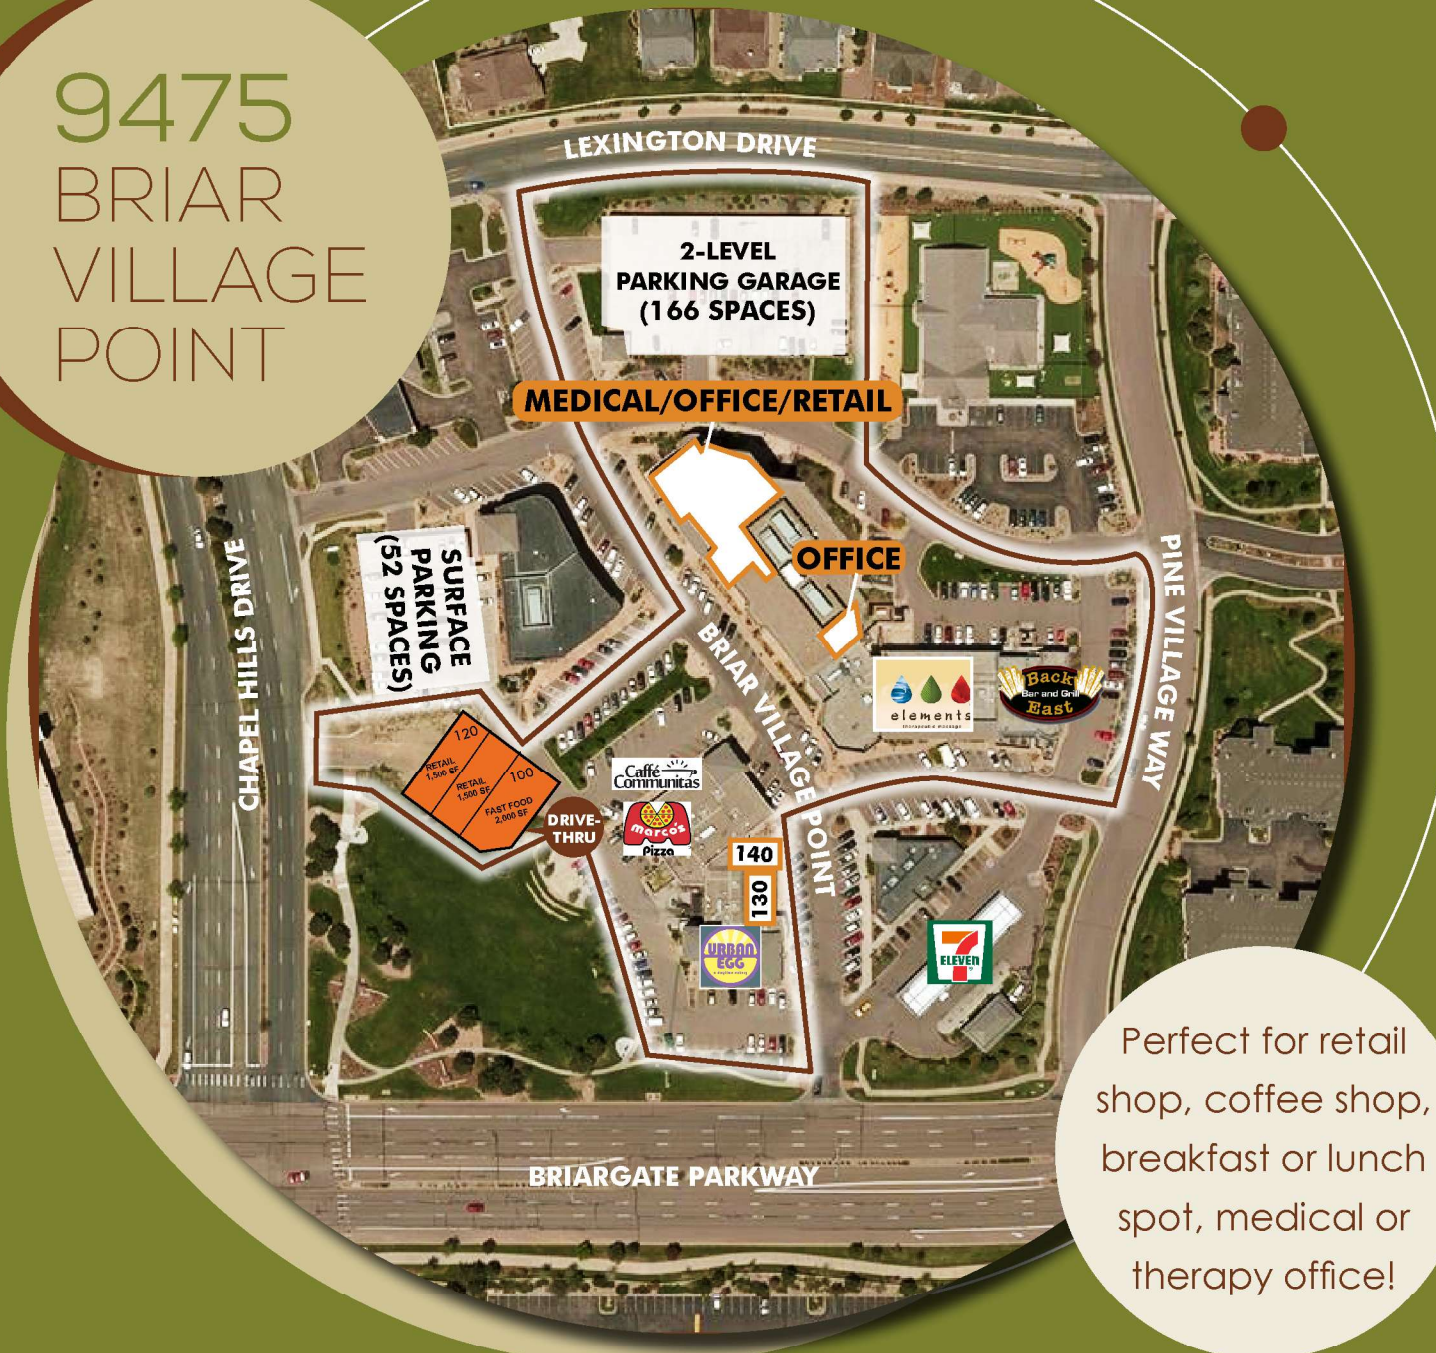 9475
BRIAR
VILLAGE
POINT
LEXINGTON DRIVE
2-LEVEL
PARKING GARAGE
(166 SPACES)
MEDICAL/OFFICE/RETAIL
OFFICE
SURFACE
PARKING
(52 SPACES)
CHAPEL HILLS DRIVE
PINE VILLAGE WAY
BRIAR VILLAGE POINT
elements
therapeutic massage
Back
Bar and Grill
East
120
RETAIL
1,500 SF
RETAIL
1,500 SF
100
FAST FOOD
2,000 SF
DRIVE-
THRU
Caffé
Communitas
marco's
Pizza
140
130
URBAN
EGG
7
ELEVEN
BRIARGATE PARKWAY
Perfect for retail
shop, coffee shop,
breakfast or lunch
spot, medical or
therapy office!